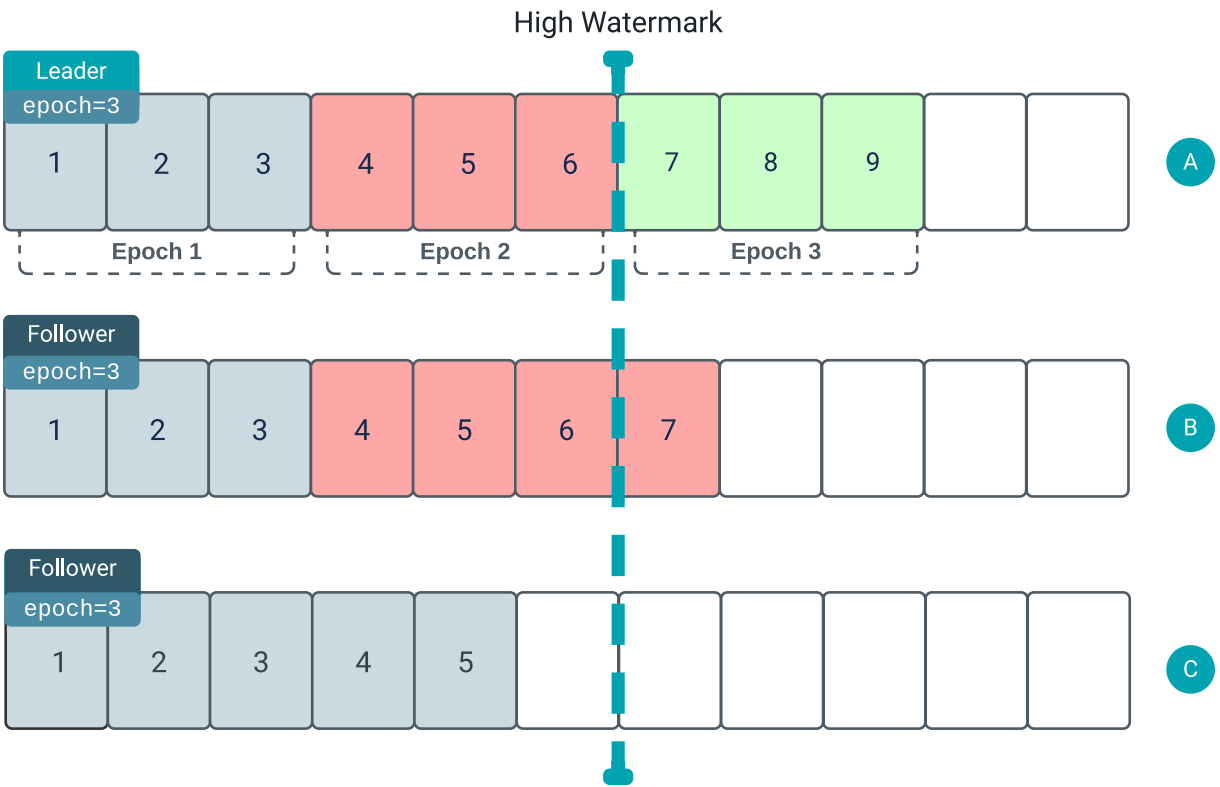 High Watermark
Leader
epoch=3
1 2 3 4 5 6 7 8 9
A
Epoch 1 Epoch 2 Epoch 3
Follower
epoch=3
1 2 3 4 5 6 7
B
Follower
epoch=3
1 2 3 4 5
C